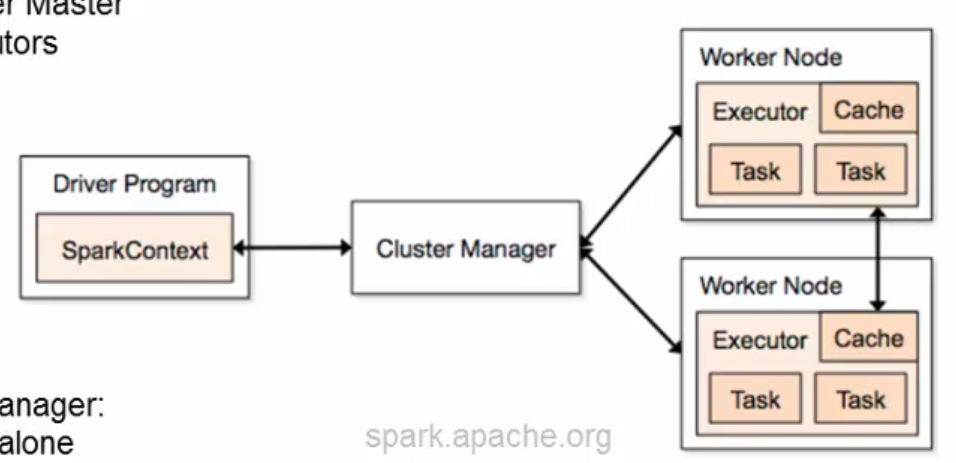 er Master
utors
Driver Program
SparkContext
Cluster Manager
Worker Node
Executor
Cache
Task
Task
Worker Node
Executor
Cache
Task
Task
anager:
alone
spark.apache.org